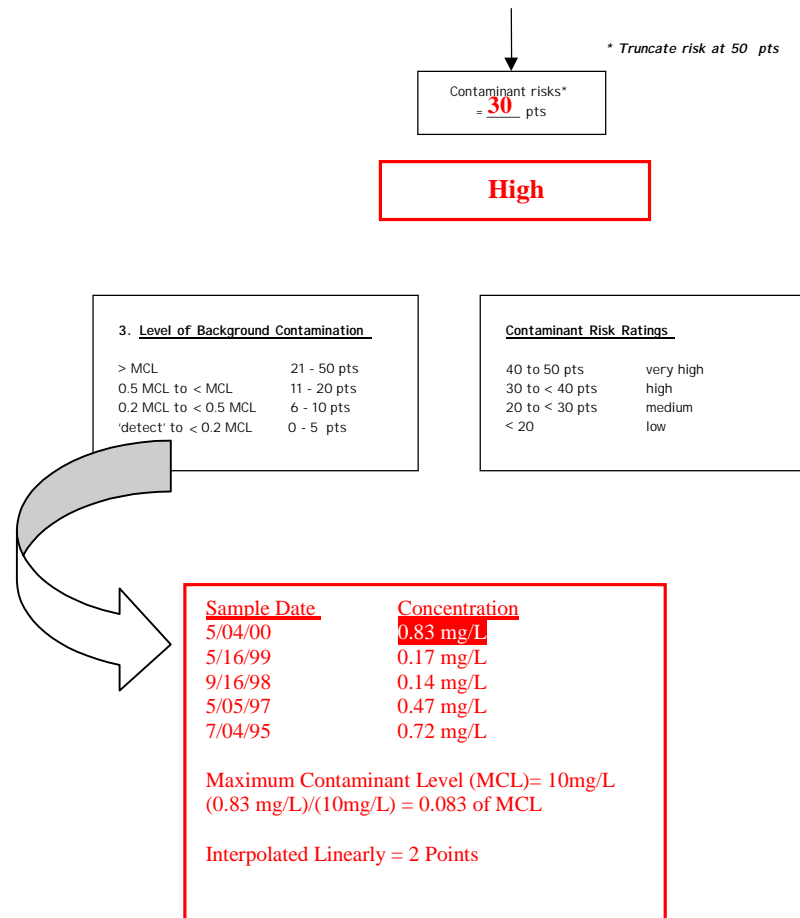 * Truncate risk at 50 pts
Contaminant risks*
= 30 pts
High
3. Level of Background Contamination
> MCL 21 - 50 pts
0.5 MCL to < MCL 11 - 20 pts
0.2 MCL to < 0.5 MCL 6 - 10 pts
'detect' to < 0.2 MCL 0 - 5 pts
Contaminant Risk Ratings
40 to 50 pts very high
30 to < 40 pts high
20 to < 30 pts medium
< 20 low
Sample Date Concentration
5/04/00 0.83 mg/L
5/16/99 0.17 mg/L
9/16/98 0.14 mg/L
5/05/97 0.47 mg/L
7/04/95 0.72 mg/L
Maximum Contaminant Level (MCL)= 10mg/L
(0.83 mg/L)/(10mg/L) = 0.083 of MCL
Interpolated Linearly = 2 Points